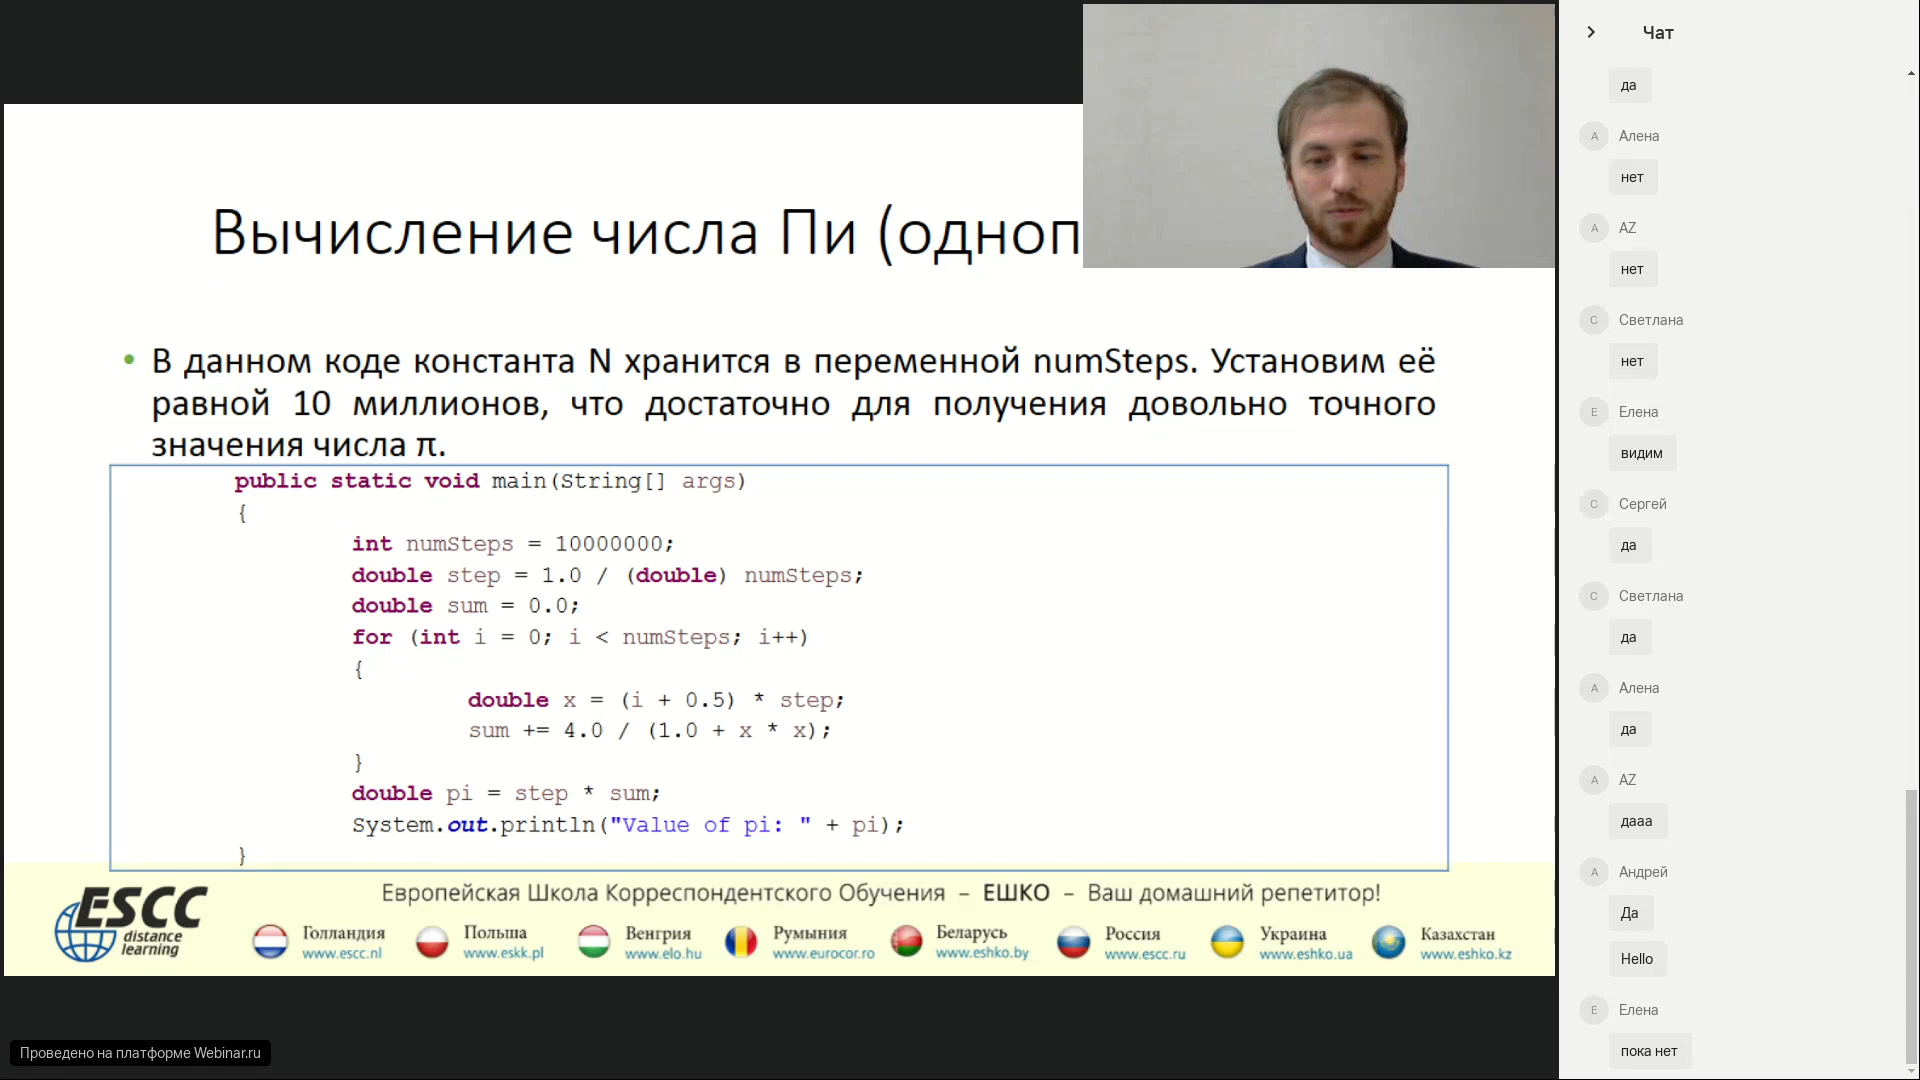 Вычисление числа Пи (одноп
В данном коде константа N хранится в переменной numSteps. Установим её
равной 10 миллионов, что достаточно для получения довольно точного
значения числа π.
public static void main(String[] args)
{
int numSteps = 10000000;
double step = 1.0 / (double) numSteps;
double sum = 0.0;
for (int i = 0; i < numSteps; i++)
{
double x = (i + 0.5) * step;
sum += 4.0 / (1.0 + x * x);
}
double pi = step * sum;
System.out.println("Value of pi: " + pi);
}
ESCC
distance
learning
Европейская Школа Корреспондентского Обучения – ЕШКО – Ваш домашний репетитор!
Голландия
www.escc.nl
Польша
www.eskk.pl
Венгрия
www.elo.hu
Румыния
www.eurocor.ro
Беларусь
www.eshko.by
Россия
www.escc.ru
Украина
www.eshko.ua
Казахстан
www.eshko.kz
Проведено на платформе Webinar.ru
Чат
да
А Алена
нет
A AZ
нет
С Светлана
нет
Е Елена
видим
С Сергей
да
С Светлана
да
А Алена
да
A AZ
дааа
А Андрей
Да
Hello
Е Елена
пока нет